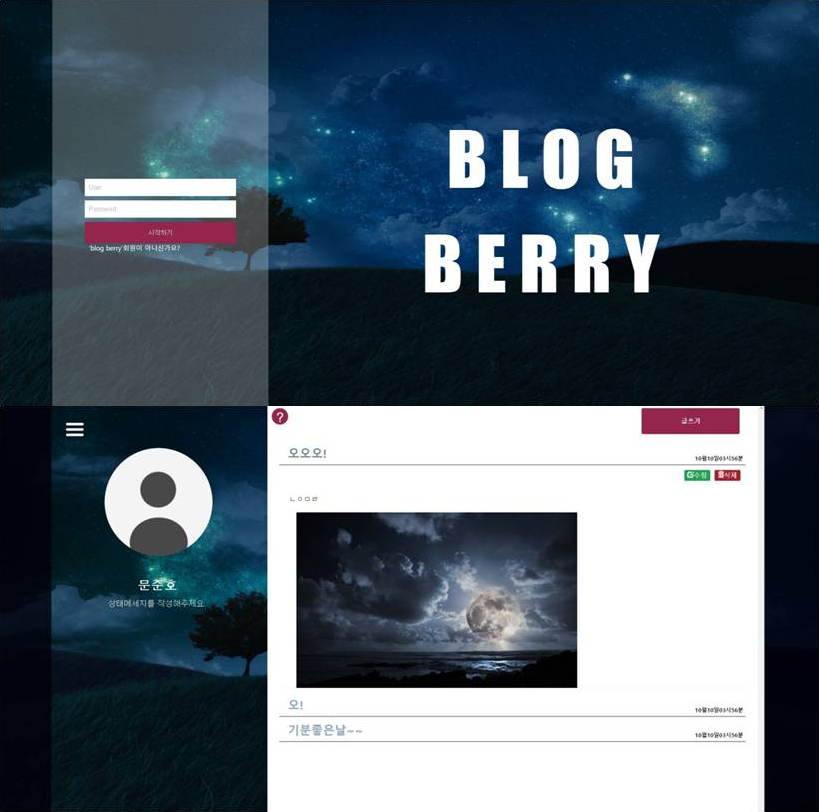 BLOG
BERRY
User
Password
시작하기
'blog berry'회원이 아니신가요?
?
글쓰기
오오오!
10월10일03시56분
수정 삭제
ㄴㅇㅁㄹ
문준호
상태메세지를 작성해주세요.
오!
10월10일03시56분
기분좋은날~~
10월10일03시56분